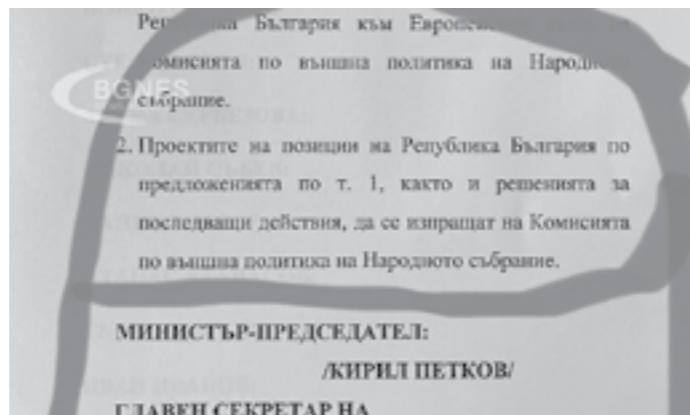 Република България към Европейския
Комисията по външна политика на Народното
събрание.
BGNES
2. Проектите на позиции на Република България по
предложенията по т. 1, както и решенията за
последващи действия, да се изпращат на Комисията
по външна политика на Народното събрание.
МИНИСТЪР-ПРЕДСЕДАТЕЛ:
/КИРИЛ ПЕТКОВ/
ГЛАВЕН СЕКРЕТАР НА